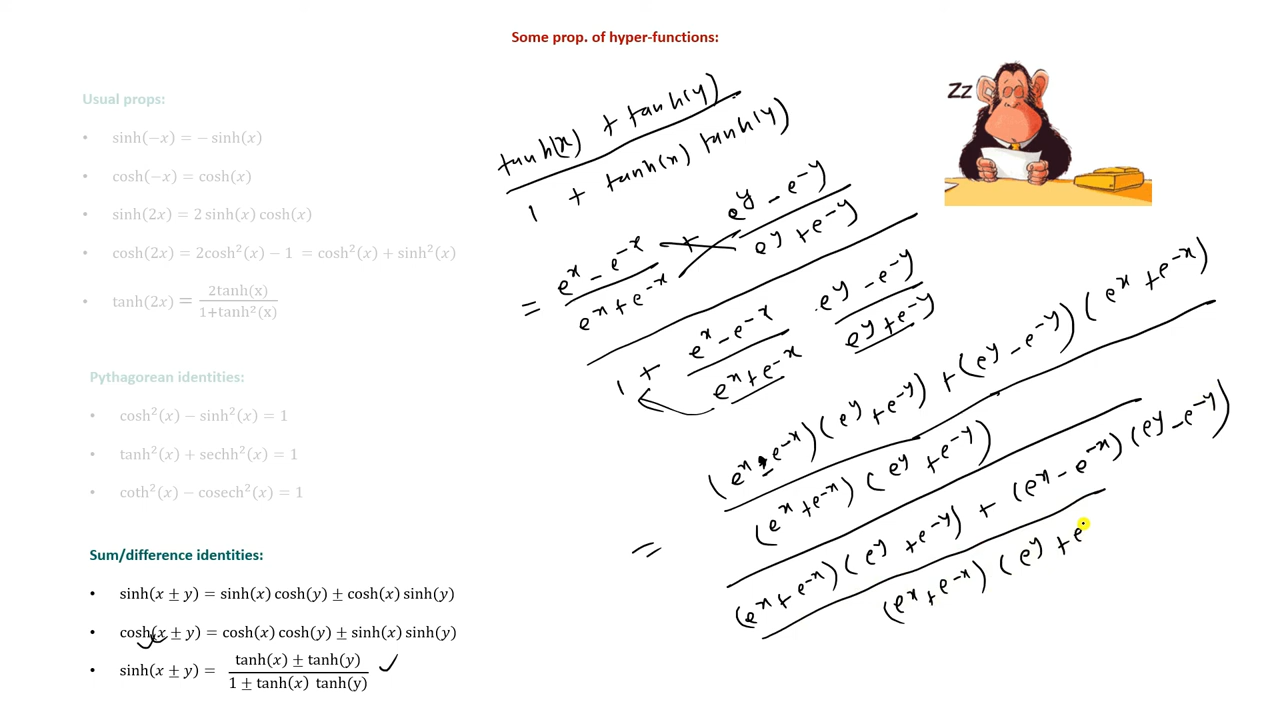 Some prop. of hyper-functions:
Usual props:
• sinh(−x) = − sinh(x)
• cosh(−x) = cosh(x)
• sinh(2x) = 2 sinh(x) cosh(x)
• cosh(2x) = 2cosh²(x) − 1 = cosh²(x) + sinh²(x)
• tanh(2x) = 2tanh(x) / 1+tanh²(x)
Pythagorean identities:
• cosh²(x) − sinh²(x) = 1
• tanh²(x) + sechh²(x) = 1
• coth²(x) − cosech²(x) = 1
Sum/difference identities:
• sinh(x ± y) = sinh(x) cosh(y) ± cosh(x) sinh(y)
• cosh(x ± y) = cosh(x) cosh(y) ± sinh(x) sinh(y)
• sinh(x ± y) = tanh(x) ± tanh(y) / 1 ± tanh(x) tanh(y) ✓
Zz
tanh(x) + tanh(y)
1 + tanh(x) tanh(y)
= e^x − e^−x / e^x + e^−x + e^y − e^−y / e^y + e^−y
1 + e^x − e^−x / e^x + e^−x · e^y − e^−y / e^y + e^−y
(e^x − e^−x)(e^y + e^−y) + (e^y − e^−y)(e^x + e^−x)
(e^x + e^−x)(e^y + e^−y)
=
(e^x + e^−x)(e^y + e^−y) + (e^x − e^−x)(e^y − e^−y)
(e^x + e^−x)(e^y + e